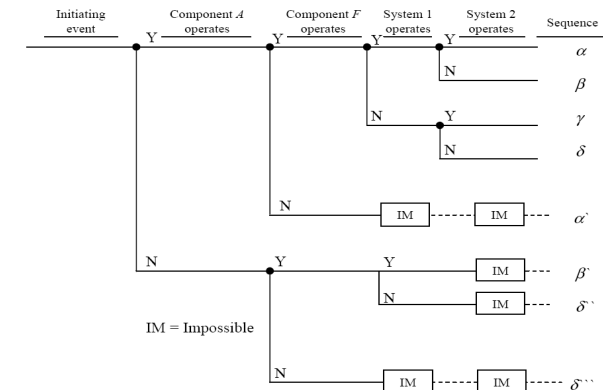 Initiating event
Component A operates
Component F operates
System 1 operates
System 2 operates
Sequence
Y
Y
Y
Y
α
N
β
N
Y
γ
N
δ
N
IM
IM
α`
N
Y
Y
IM
β`
N
IM
δ``
IM = Impossible
N
IM
IM
δ```